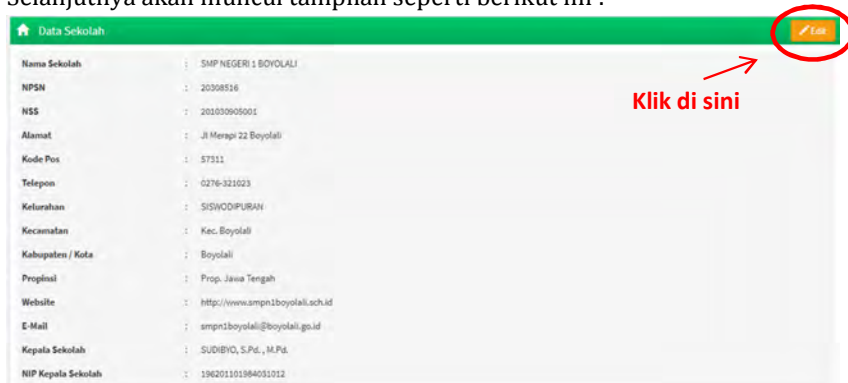 Selanjutnya akan muncul tampilan seperti berikut ini :
Data Sekolah Edit
Nama Sekolah : SMP NEGERI 1 BOYOLALI
NPSN : 20308516
Klik di sini
NSS : 201030905001
Alamat : Jl Merapi 22 Boyolali
Kode Pos : 57311
Telepon : 0276-321023
Kelurahan : SISWODIPURAN
Kecamatan : Kec. Boyolali
Kabupaten / Kota : Boyolali
Propinsi : Prop. Jawa Tengah
Website : http://www.smpn1boyolali.sch.id
E-Mail : smpn1boyolali@boyolali.go.id
Kepala Sekolah : SUDIBYO, S.Pd. , M.Pd.
NIP Kepala Sekolah : 196201101984031012